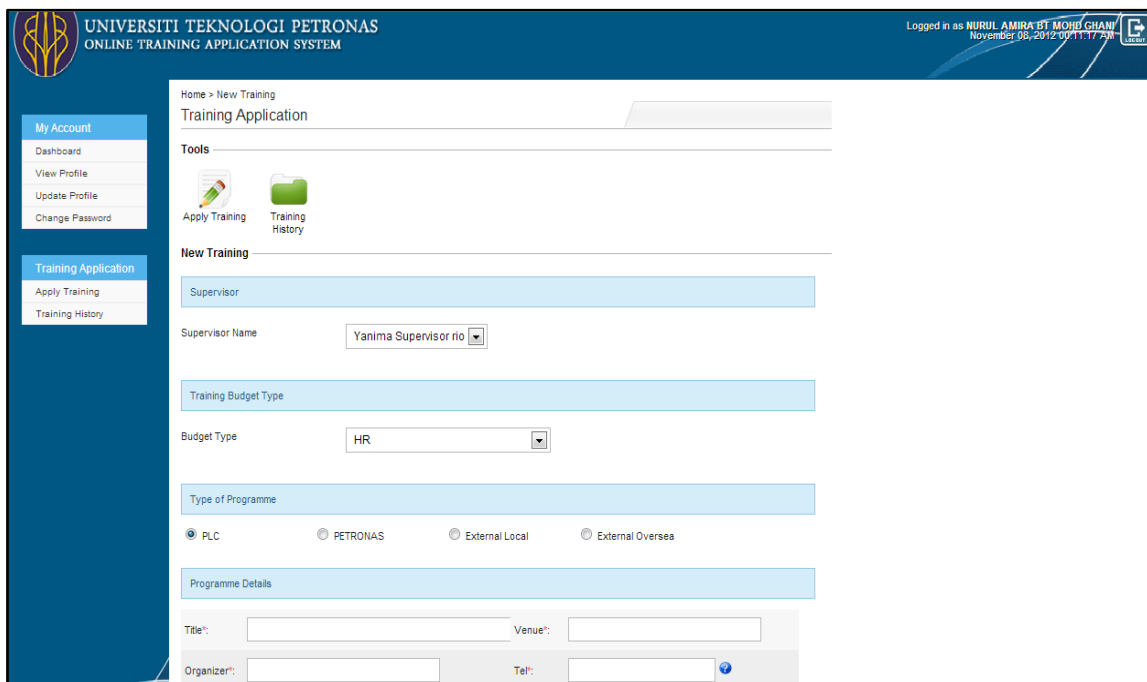 UNIVERSITI TEKNOLOGI PETRONAS
ONLINE TRAINING APPLICATION SYSTEM
Logged in as NURUL AMIRA BT MOHD GHANI
November 08, 2012 00:11:17 AM
LOG OUT
My Account
Dashboard
View Profile
Update Profile
Change Password
Training Application
Apply Training
Training History
Home > New Training
Training Application
Tools
Apply Training
Training History
New Training
Supervisor
Supervisor Name
Yanima Supervisor rio
Training Budget Type
Budget Type
HR
Type of Programme
PLC
PETRONAS
External Local
External Oversea
Programme Details
Title*:
Venue*:
Organizer*:
Tel*:
?